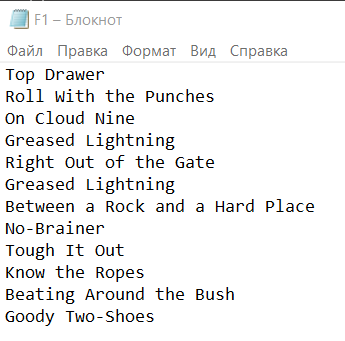 F1 – Блокнот
Файл Правка Формат Вид Справка
Top Drawer
Roll With the Punches
On Cloud Nine
Greased Lightning
Right Out of the Gate
Greased Lightning
Between a Rock and a Hard Place
No-Brainer
Tough It Out
Know the Ropes
Beating Around the Bush
Goody Two-Shoes